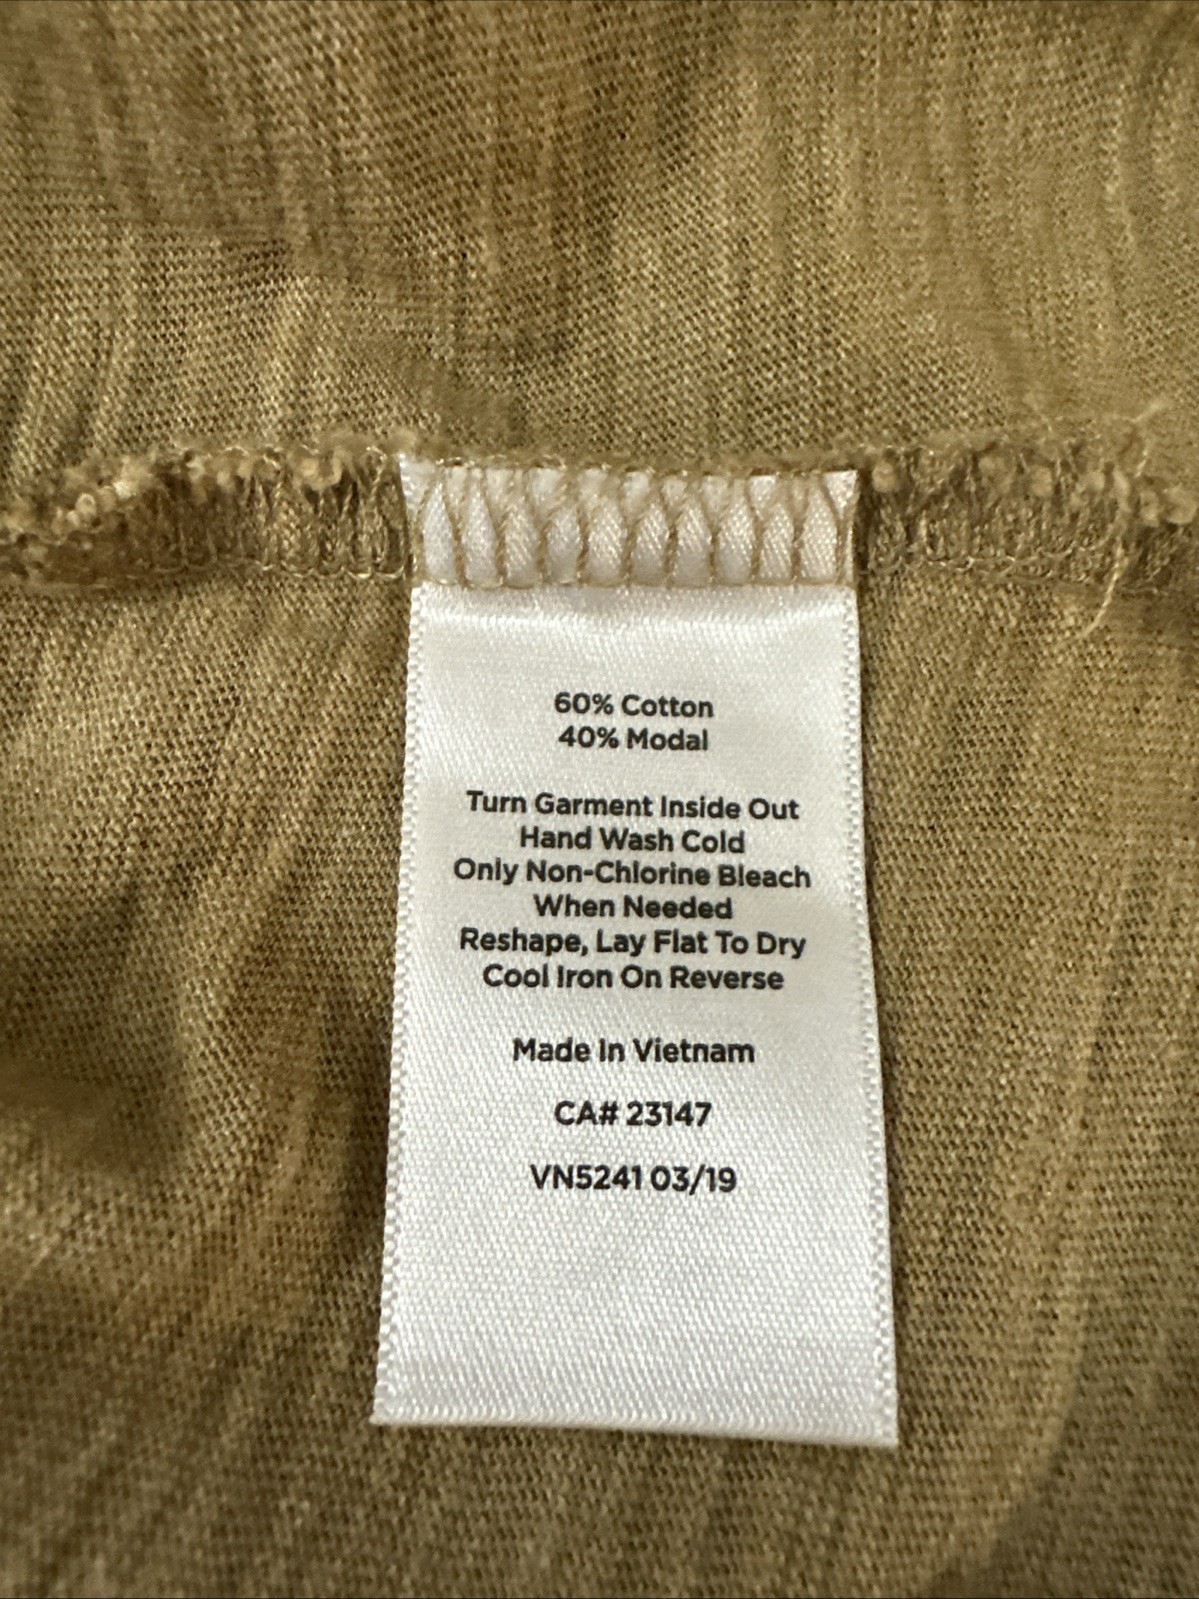 60% Cotton
40% Modal
Turn Garment Inside Out
Hand Wash Cold
Only Non-Chlorine Bleach
When Needed
Reshape, Lay Flat To Dry
Cool Iron On Reverse
Made In Vietnam
CA# 23147
VN5241 03/19